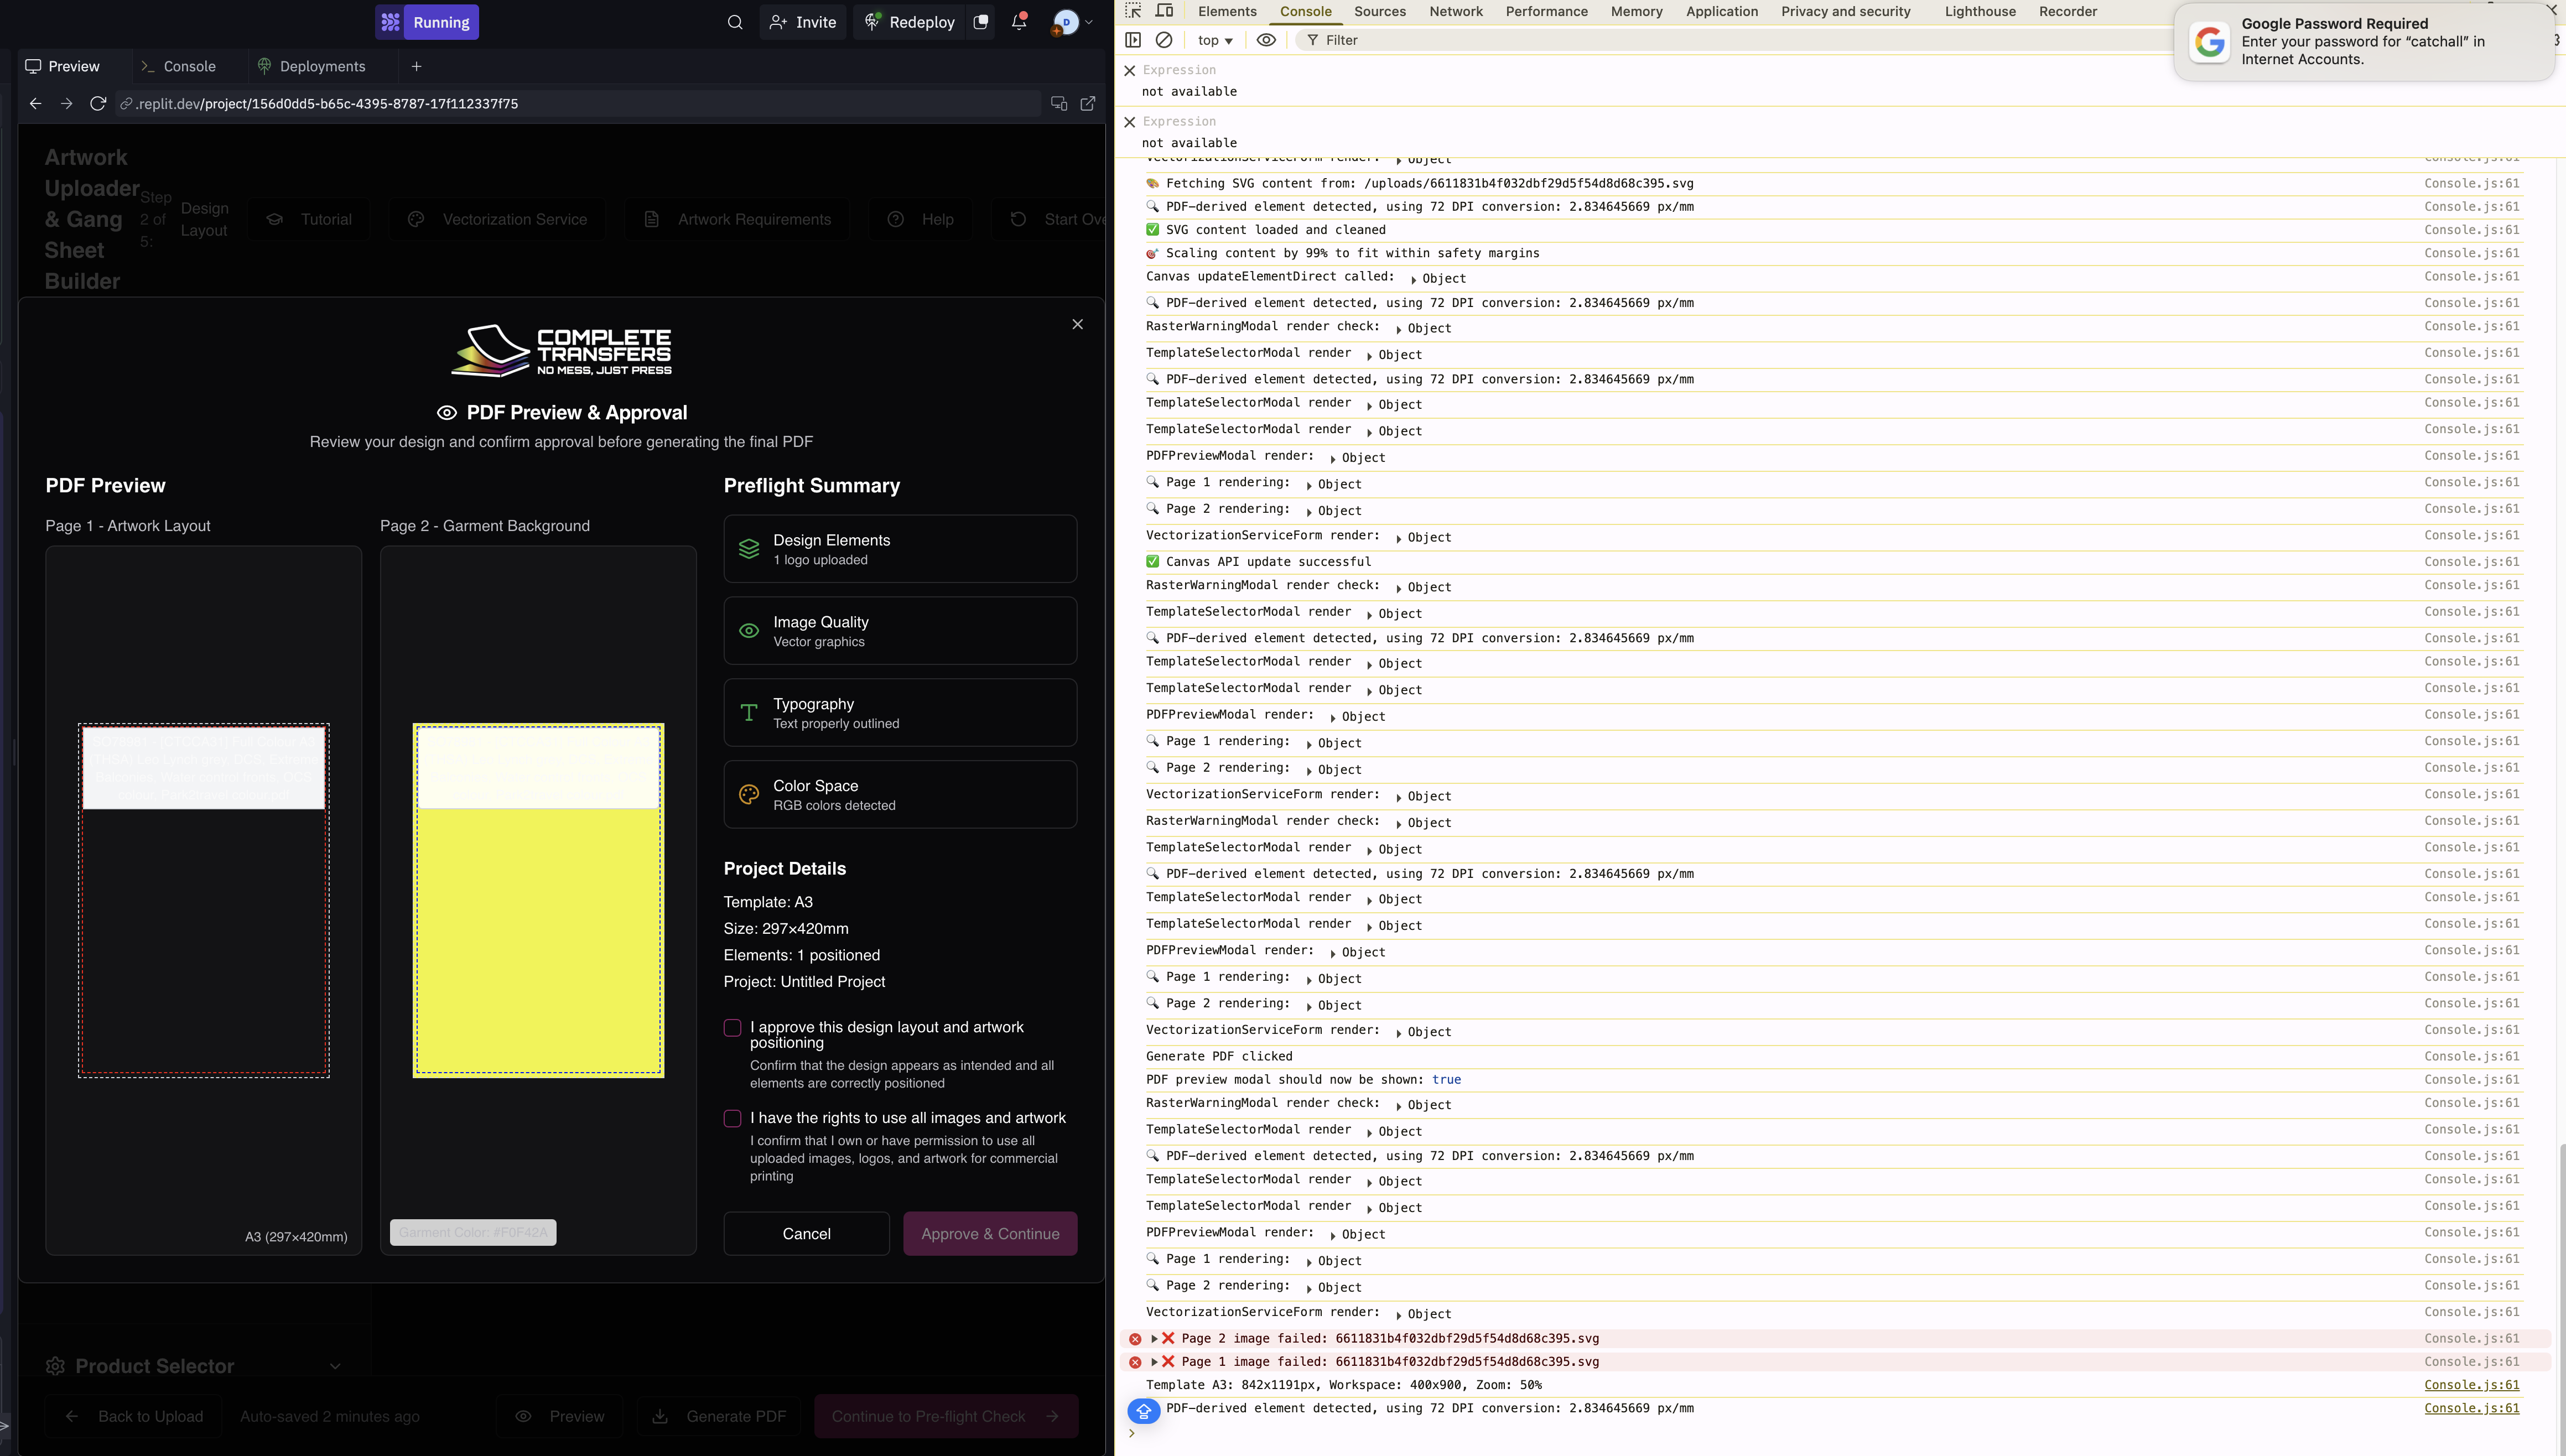 Running
Invite
Redeploy
D
Preview
Console
Deployments
.replit.dev/project/156d0dd5-b65c-4395-8787-17f112337f75
Artwork
Uploader
& Gang
Sheet
Builder
Step
2 of
5:
Design
Layout
Tutorial
Vectorization Service
Artwork Requirements
Help
Start Ove
COMPLETE
TRANSFERS
NO MESS, JUST PRESS
PDF Preview & Approval
Review your design and confirm approval before generating the final PDF
PDF Preview
Page 1 - Artwork Layout
Page 2 - Garment Background
A3 (297×420mm)
Garment Color: #F0F42A
Preflight Summary
Design Elements
1 logo uploaded
Image Quality
Vector graphics
Typography
Text properly outlined
Color Space
RGB colors detected
Project Details
Template: A3
Size: 297×420mm
Elements: 1 positioned
Project: Untitled Project
I approve this design layout and artwork
positioning
Confirm that the design appears as intended and all
elements are correctly positioned
I have the rights to use all images and artwork
I confirm that I own or have permission to use all
uploaded images, logos, and artwork for commercial
printing
Cancel
Approve & Continue
Product Selector
Back to Upload
Auto-saved 2 minutes ago
Preview
Generate PDF
Continue to Pre-flight Check
Elements
Console
Sources
Network
Performance
Memory
Application
Privacy and security
Lighthouse
Recorder
top
Filter
Google Password Required
Enter your password for “catchall” in
Internet Accounts.
Expression
not available
Expression
not available
VectorizationServiceForm render: Object Console.js:61
Fetching SVG content from: /uploads/6611831b4f032dbf29d5f54d8d68c395.svg Console.js:61
PDF-derived element detected, using 72 DPI conversion: 2.834645669 px/mm Console.js:61
SVG content loaded and cleaned Console.js:61
Scaling content by 99% to fit within safety margins Console.js:61
Canvas updateElementDirect called: Object Console.js:61
PDF-derived element detected, using 72 DPI conversion: 2.834645669 px/mm Console.js:61
RasterWarningModal render check: Object Console.js:61
TemplateSelectorModal render Object Console.js:61
PDF-derived element detected, using 72 DPI conversion: 2.834645669 px/mm Console.js:61
TemplateSelectorModal render Object Console.js:61
TemplateSelectorModal render Object Console.js:61
PDFPreviewModal render: Object Console.js:61
Page 1 rendering: Object Console.js:61
Page 2 rendering: Object Console.js:61
VectorizationServiceForm render: Object Console.js:61
Canvas API update successful Console.js:61
RasterWarningModal render check: Object Console.js:61
TemplateSelectorModal render Object Console.js:61
PDF-derived element detected, using 72 DPI conversion: 2.834645669 px/mm Console.js:61
TemplateSelectorModal render Object Console.js:61
TemplateSelectorModal render Object Console.js:61
PDFPreviewModal render: Object Console.js:61
Page 1 rendering: Object Console.js:61
Page 2 rendering: Object Console.js:61
VectorizationServiceForm render: Object Console.js:61
RasterWarningModal render check: Object Console.js:61
TemplateSelectorModal render Object Console.js:61
PDF-derived element detected, using 72 DPI conversion: 2.834645669 px/mm Console.js:61
TemplateSelectorModal render Object Console.js:61
TemplateSelectorModal render Object Console.js:61
PDFPreviewModal render: Object Console.js:61
Page 1 rendering: Object Console.js:61
Page 2 rendering: Object Console.js:61
VectorizationServiceForm render: Object Console.js:61
Generate PDF clicked Console.js:61
PDF preview modal should now be shown: true Console.js:61
RasterWarningModal render check: Object Console.js:61
TemplateSelectorModal render Object Console.js:61
PDF-derived element detected, using 72 DPI conversion: 2.834645669 px/mm Console.js:61
TemplateSelectorModal render Object Console.js:61
TemplateSelectorModal render Object Console.js:61
PDFPreviewModal render: Object Console.js:61
Page 1 rendering: Object Console.js:61
Page 2 rendering: Object Console.js:61
VectorizationServiceForm render: Object Console.js:61
Page 2 image failed: 6611831b4f032dbf29d5f54d8d68c395.svg Console.js:61
Page 1 image failed: 6611831b4f032dbf29d5f54d8d68c395.svg Console.js:61
Template A3: 842x1191px, Workspace: 400x900, Zoom: 50% Console.js:61
PDF-derived element detected, using 72 DPI conversion: 2.834645669 px/mm Console.js:61